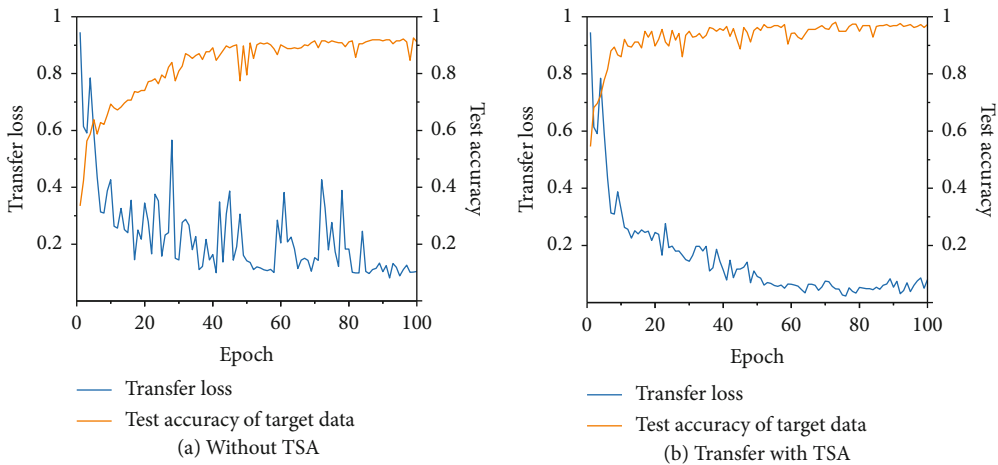 1
1
0.8
0.8
0.6
0.6
0.4
0.4
0.2
0.2
0
20
40
60
80
100
Transfer loss
Test accuracy
Epoch
Transfer loss
Test accuracy of target data
(a) Without TSA
1
1
0.8
0.8
0.6
0.6
0.4
0.4
0.2
0.2
0
20
40
60
80
100
Transfer loss
Test accuracy
Epoch
Transfer loss
Test accuracy of target data
(b) Transfer with TSA